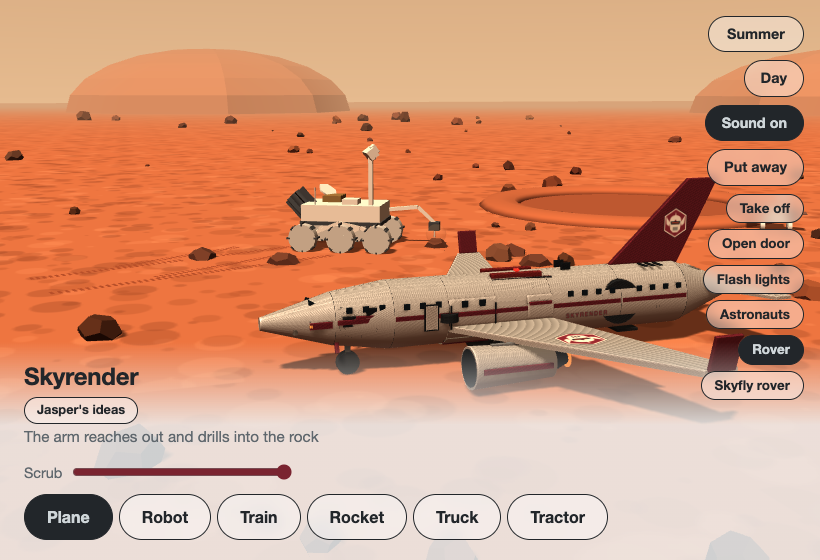 Summer
Day
Sound on
Put away
Take off
Open door
Flash lights
Astronauts
Rover
Skyfly rover
SKYRENDER
Skyrender
Jasper's ideas
The arm reaches out and drills into the rock
Scrub
Plane
Robot
Train
Rocket
Truck
Tractor